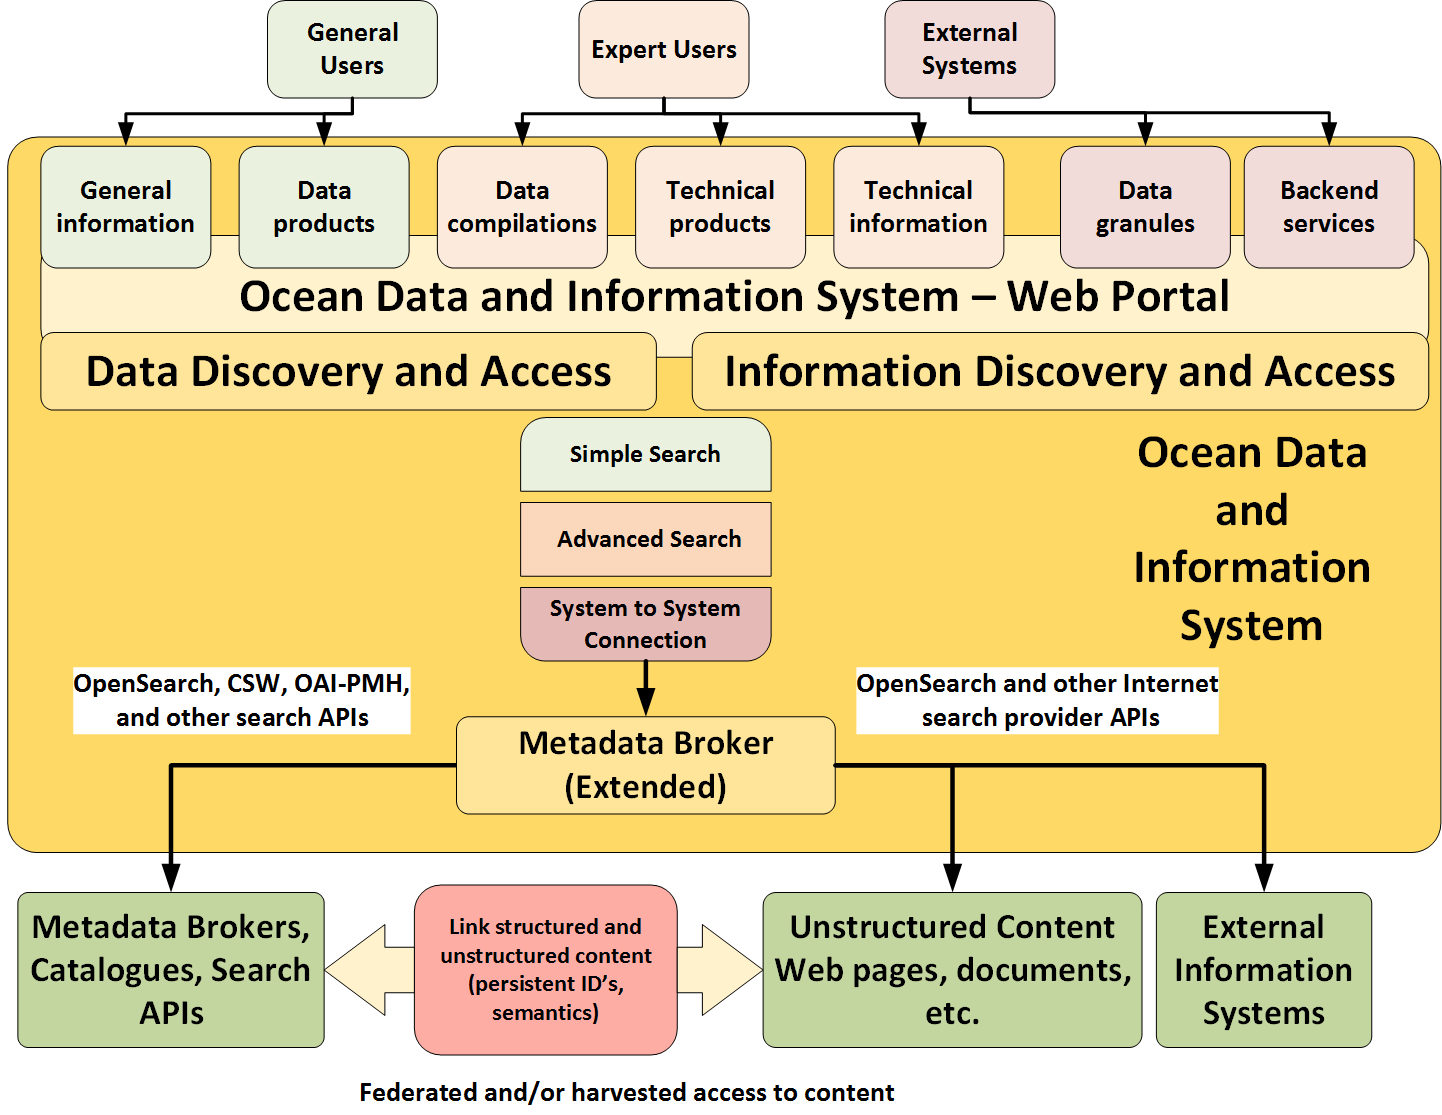 General
Users
Expert Users
External
Systems
General
information
Data
products
Data
compilations
Technical
products
Technical
information
Data
granules
Backend
services
Ocean Data and Information System – Web Portal
Data Discovery and Access
Information Discovery and Access
Simple Search
Advanced Search
System to System
Connection
Ocean Data
and
Information
System
OpenSearch, CSW, OAI-PMH,
and other search APIs
OpenSearch and other Internet
search provider APIs
Metadata Broker
(Extended)
Metadata Brokers,
Catalogues, Search
APIs
Link structured and
unstructured content
(persistent ID's,
semantics)
Unstructured Content
Web pages, documents,
etc.
External
Information
Systems
Federated and/or harvested access to content